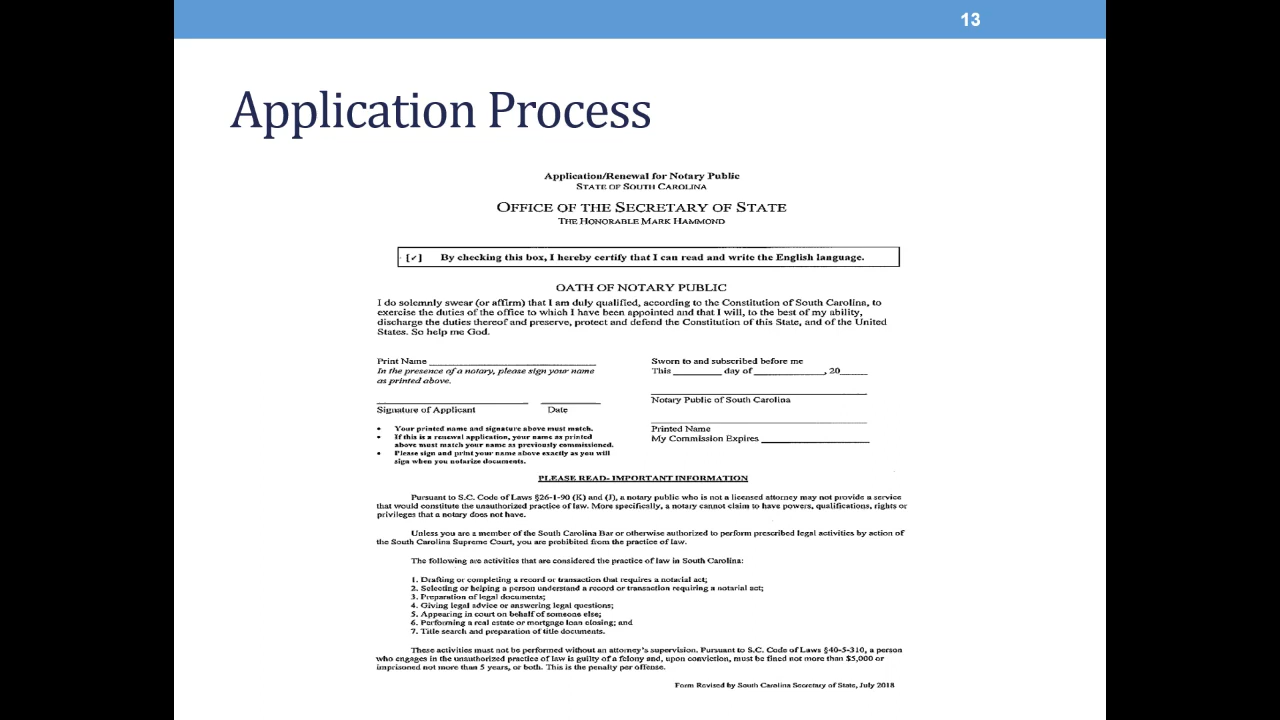 13
Application Process
Application/Renewal for Notary Public
STATE OF SOUTH CAROLINA
OFFICE OF THE SECRETARY OF STATE
THE HONORABLE MARK HAMMOND
[✓] By checking this box, I hereby certify that I can read and write the English language.
OATH OF NOTARY PUBLIC
I do solemnly swear (or affirm) that I am duly qualified, according to the Constitution of South Carolina, to
exercise the duties of the office to which I have been appointed and that I will, to the best of my ability,
discharge the duties thereof and preserve, protect and defend the Constitution of this State, and of the United
States. So help me God.
Print Name ____________
In the presence of a notary, please sign your name
as printed above.
Signature of Applicant Date
• Your printed name and signature above must match.
• If this is a renewal application, your name as printed
above must match your name as previously commissioned.
• Please sign and print your name above exactly as you will
sign when you notarize documents.
Sworn to and subscribed before me
This ________ day of ____________, 20_____
Notary Public of South Carolina
Printed Name
My Commission Expires ____________
PLEASE READ- IMPORTANT INFORMATION
Pursuant to S.C. Code of Laws §26-1-90 (K) and (J), a notary public who is not a licensed attorney may not provide a service
that would constitute the unauthorized practice of law. More specifically, a notary cannot claim to have powers, qualifications, rights or
privileges that a notary does not have.
Unless you are a member of the South Carolina Bar or otherwise authorized to perform prescribed legal activities by action of
the South Carolina Supreme Court, you are prohibited from the practice of law.
The following are activities that are considered the practice of law in South Carolina:
1. Drafting or completing a record or transaction that requires a notarial act;
2. Selecting or helping a person understand a record or transaction requiring a notarial act;
3. Preparation of legal documents;
4. Giving legal advice or answering legal questions;
5. Appearing in court on behalf of someone else;
6. Performing a real estate or mortgage loan closing; and
7. Title search and preparation of title documents.
These activities must not be performed without an attorney's supervision. Pursuant to S.C. Code of Laws §40-5-310, a person
who engages in the unauthorized practice of law is guilty of a felony and, upon conviction, must be fined not more than $5,000 or
imprisoned not more than 5 years, or both. This is the penalty per offense.
Form Revised by South Carolina Secretary of State, July 2018